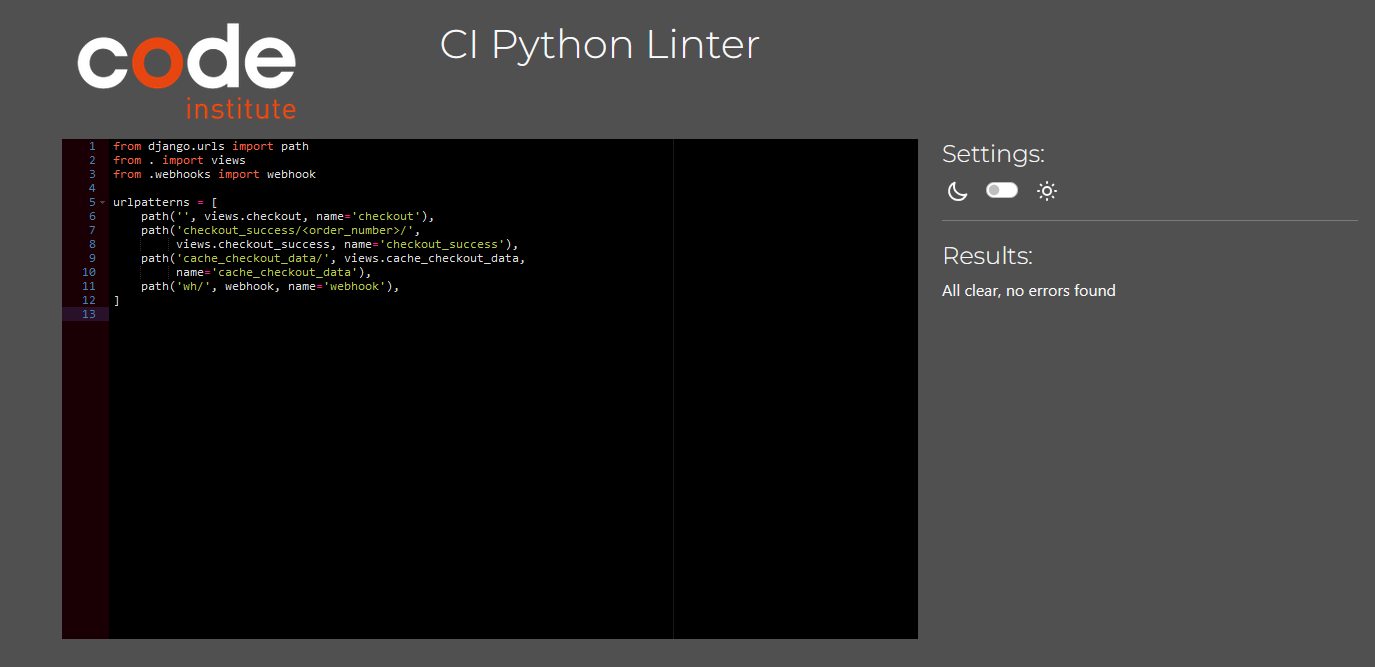 code
institute
CI Python Linter
1 from django.urls import path
2 from . import views
3 from .webhooks import webhook
4
5 urlpatterns = [
6     path('', views.checkout, name='checkout'),
7     path('checkout_success/<order_number>/',
8          views.checkout_success, name='checkout_success'),
9     path('cache_checkout_data/', views.cache_checkout_data,
10          name='cache_checkout_data'),
11     path('wh/', webhook, name='webhook'),
12 ]
13
Settings:
Results:
All clear, no errors found